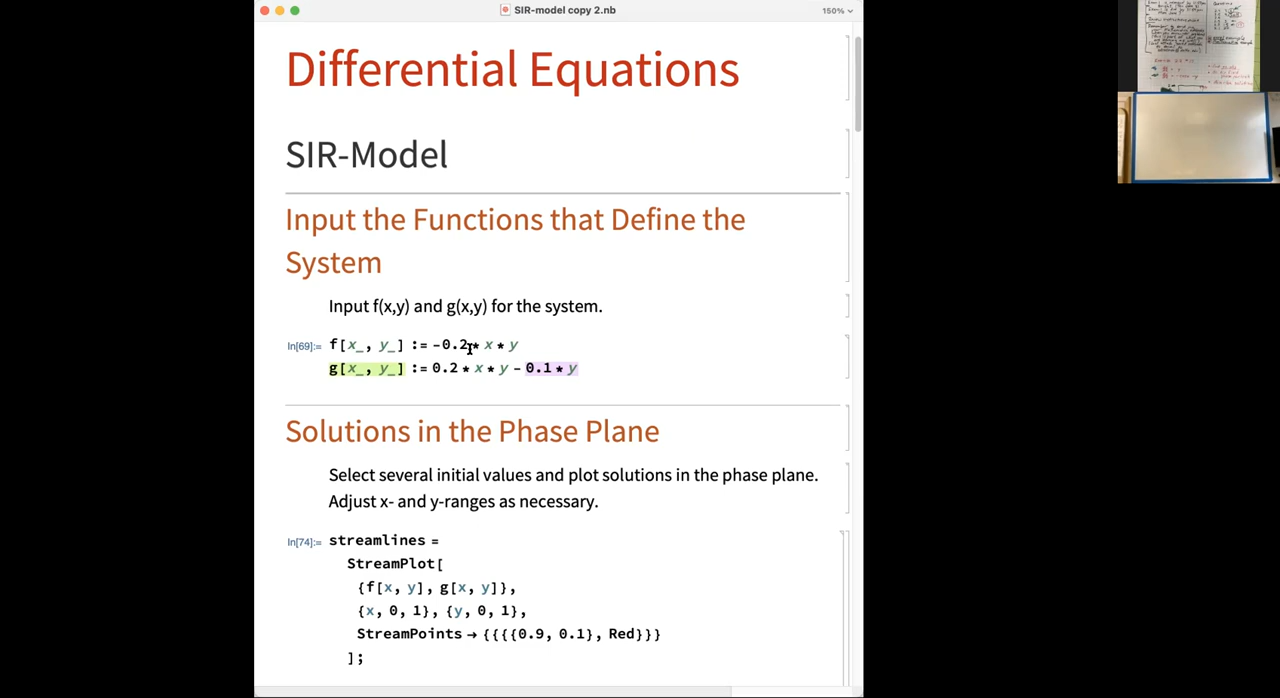 SIR-model copy 2.nb
150%
Differential Equations
SIR-Model
Input the Functions that Define the
System
Input f(x,y) and g(x,y) for the system.
In[69]:= f[x_, y_] := -0.2* x * y
g[x_, y_] := 0.2 * x * y - 0.1 * y
Solutions in the Phase Plane
Select several initial values and plot solutions in the phase plane.
Adjust x- and y-ranges as necessary.
In[74]:= streamlines =
StreamPlot[
{f[x, y], g[x, y]},
{x, 0, 1}, {y, 0, 1},
StreamPoints → {{{{0.9, 0.1}, Red}}}
];